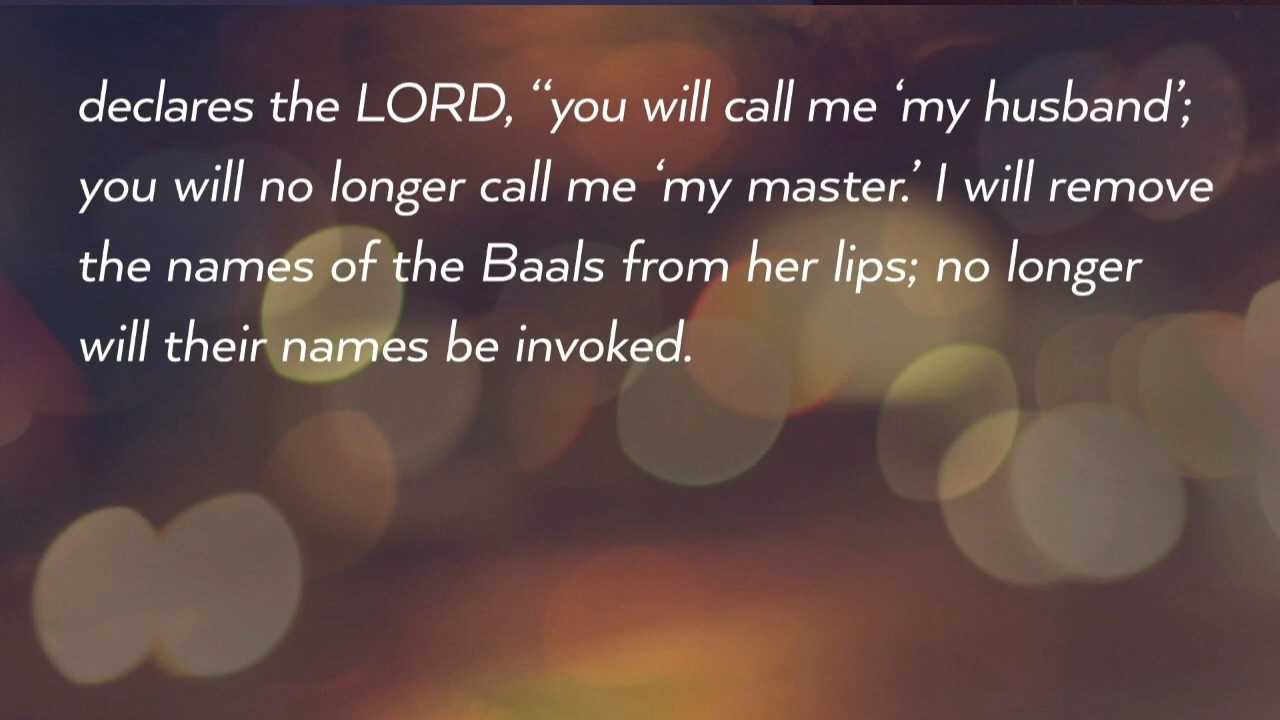 declares the LORD, “you will call me ‘my husband’;
you will no longer call me ‘my master.’ I will remove
the names of the Baals from her lips; no longer
will their names be invoked.